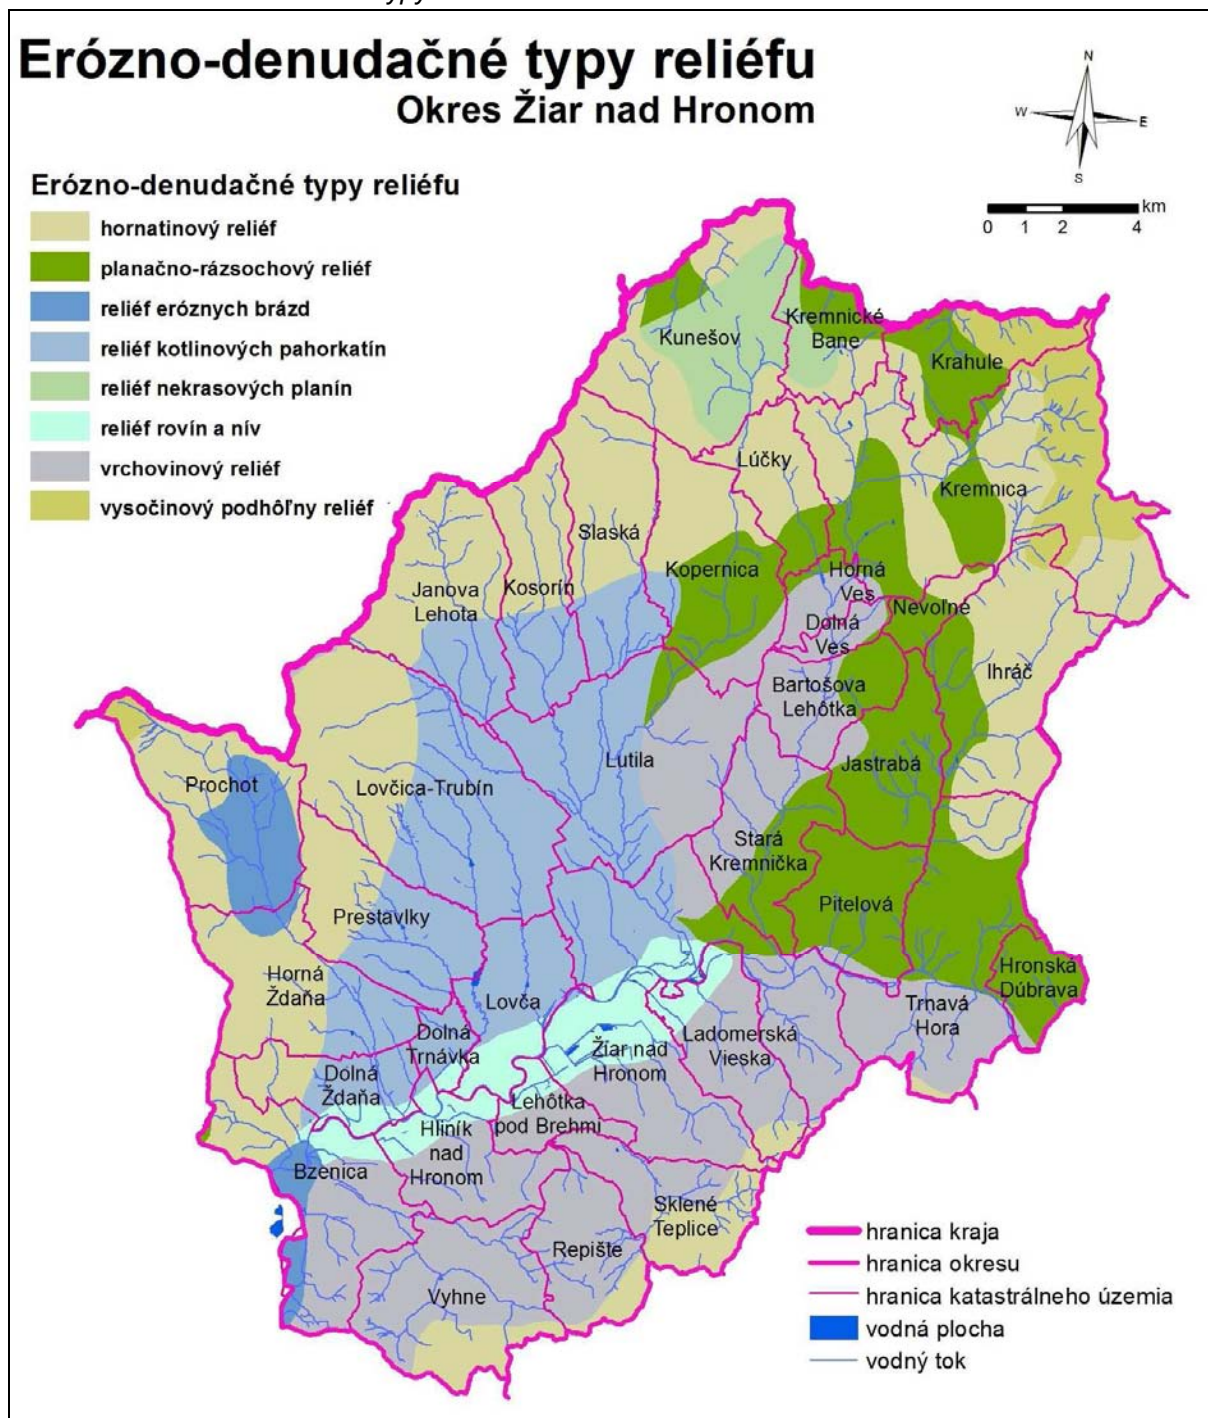 typy
Erózno-denudačné typy reliéfu
Okres Žiar nad Hronom
N
W
E
S
km
0 1 2 4
Erózno-denudačné typy reliéfu
hornatinový reliéf
planačno-rázsochový reliéf
reliéf eróznych brázd
reliéf kotlinových pahorkatín
reliéf nekrasových planín
reliéf rovín a nív
vrchovinový reliéf
vysočinový podhôľny reliéf
Kunešov
Kremnické
Bane
Krahule
Lúčky
Kremnica
Slaská
Kopernica
Horná
Ves
Janova
Lehota
Kosorín
Nevoľné
Dolná
Ves
Ihráč
Bartošova
Lehôtka
Prochot
Lovčica-Trubín
Lutila
Jastrabá
Stará
Kremnička
Prestavlky
Pitelová
Horná
Ždaňa
Lovča
Hronská
Dúbrava
Trnavá
Hora
Dolná
Trnávka
Žiar nad
Hronom
Ladomerská
Vieska
Dolná
Ždaňa
Lehôtka
pod Brehmi
Hliník
nad
Hronom
Bzenica
Sklené
Teplice
Repište
Vyhne
hranica kraja
hranica okresu
hranica katastrálneho územia
vodná plocha
vodný tok